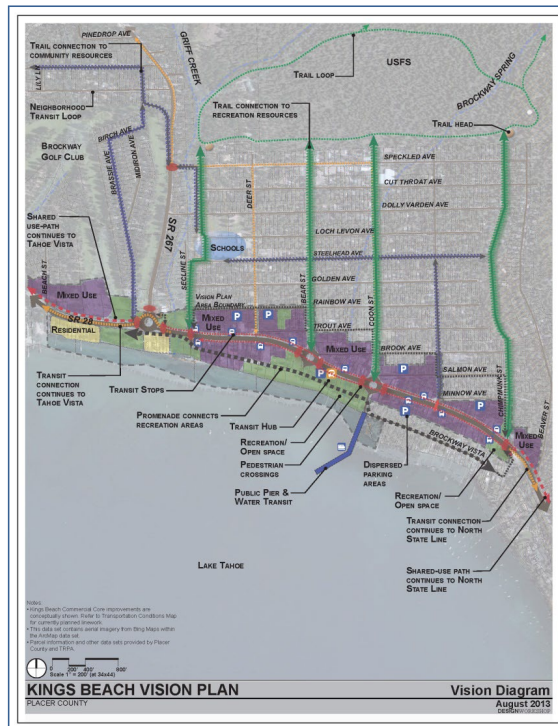 PINEDROP AVE
GRIFF CREEK
TRAIL CONNECTION TO
COMMUNITY RESOURCES
USFS
TRAIL LOOP
LILY LN
BROCKWAY SPRING
NEIGHBORHOOD
TRANSIT LOOP
TRAIL CONNECTION TO
RECREATION RESOURCES
TRAIL HEAD
BIRCH AVE
BROCKWAY
GOLF CLUB
BRASSIE AVE
SPECKLED AVE
CUT THROAT AVE
DEER ST
DOLLY VARDEN AVE
SR 267
SHARED
USE-PATH
CONTINUES TO
TAHOE VISTA
LOCH LEVON AVE
SCHOOLS
STEELHEAD AVE
SECLINE ST
BEACH ST
GOLDEN AVE
BEAR ST
COON ST
MIXED USE
VISION PLAN
AREA BOUNDARY
RAINBOW AVE
MIXED
USE
P
P
TROUT AVE
SR 28
RESIDENTIAL
MIXED USE
BROOK AVE
SALMON AVE
CHIPMUNK ST
P
P
P
MINNOW AVE
BEAVER ST
TRANSIT
CONNECTION
CONTINUES TO
TAHOE VISTA
TRANSIT STOPS
PROMENADE CONNECTS
RECREATION AREAS
TRANSIT HUB
P
P
MIXED
USE
BROCKWAY VISTA
RECREATION/
OPEN SPACE
PEDESTRIAN
CROSSINGS
DISPERSED
PARKING
AREAS
PUBLIC PIER &
WATER TRANSIT
RECREATION/
OPEN SPACE
TRANSIT CONNECTION
CONTINUES TO NORTH
STATE LINE
LAKE TAHOE
SHARED-USE PATH
CONTINUES TO NORTH
STATE LINE
Notes:
• Kings Beach Commercial Core improvements are
conceptually shown. Refer to Transportation Conditions Map
for currently planned linework.
• This data set contains aerial imagery from Bing Maps within
the ArcMap data set.
• Parcel information and other data sets provided by Placer
County and TRPA.
0 200' 400' 800'
Scale 1" = 200' (at 34x44)
KINGS BEACH VISION PLAN
Vision Diagram
PLACER COUNTY
August 2013
DESIGNWORKSHOP